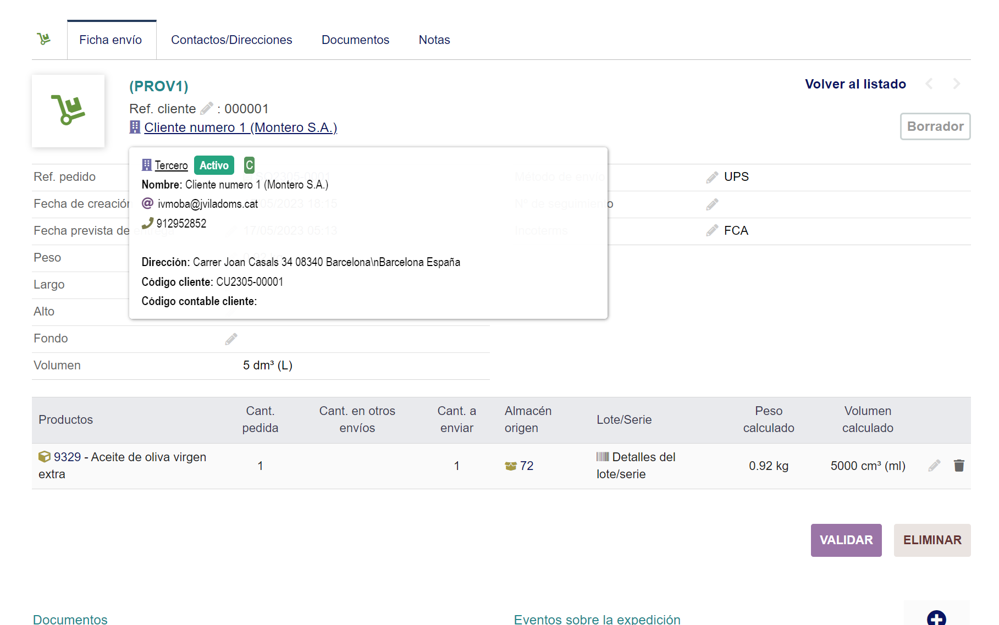 Ficha envío Contactos/Direcciones Documentos Notas
(PROV1)
Volver al listado
Ref. cliente : 000001
Cliente numero 1 (Montero S.A.)
Borrador
Tercero Activo C
Nombre: Cliente numero 1 (Montero S.A.)
@ ivmoba@jviladoms.cat
912952852
Dirección: Carrer Joan Casals 34 08340 Barcelona\nBarcelona España
Código cliente: CU2305-00001
Código contable cliente:
Ref. pedido SO2305-0001
Fecha de creación 05/2023 18:15
Fecha prevista de entrega 17/05/2023 05:13
Peso
Largo
Alto
Fondo
Volumen 5 dm³ (L)
Método de envío UPS
Nº de seguimiento
Incoterms FCA
Productos Cant. pedida Cant. en otros envíos Cant. a enviar Almacén origen Lote/Serie Peso calculado Volumen calculado
9329 - Aceite de oliva virgen extra 1 1 72 Detalles del lote/serie 0.92 kg 5000 cm³ (ml)
VALIDAR ELIMINAR
Documentos Eventos sobre la expedición